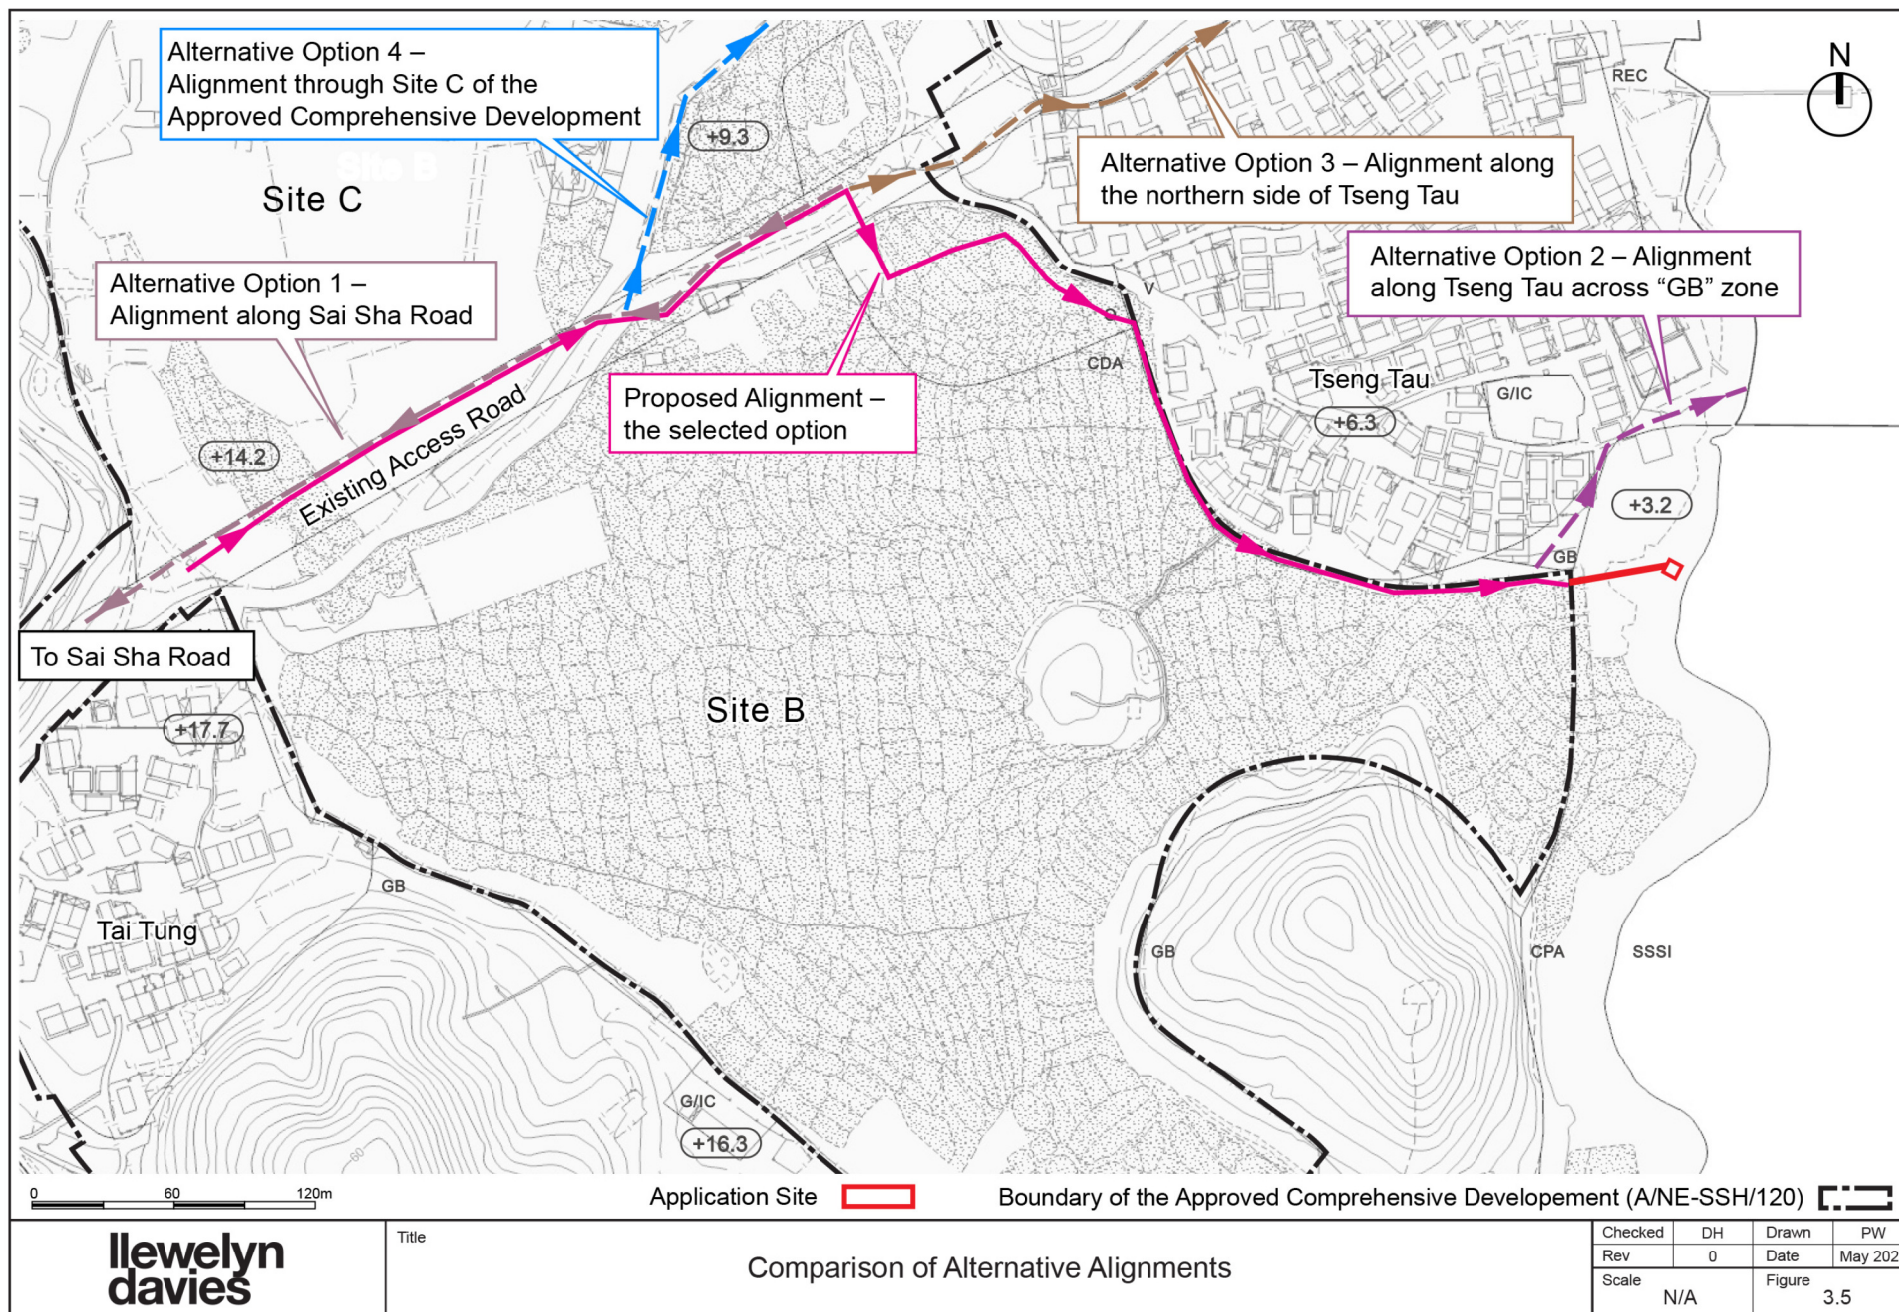 Alternative Option 4 –
Alignment through Site C of the
Approved Comprehensive Development
N
REC
+9.3
Site B
Site C
Alternative Option 3 – Alignment along
the northern side of Tseng Tau
Alternative Option 2 – Alignment
along Tseng Tau across “GB” zone
Alternative Option 1 –
Alignment along Sai Sha Road
V
CDA
Proposed Alignment –
the selected option
Tseng Tau
G/IC
+6.3
+14.2
Existing Access Road
+3.2
GB
To Sai Sha Road
Site B
+17.7
GB
Tai Tung
GB
CPA
SSSI
G/IC
+16.3
60
0 60 120m
Application Site
Boundary of the Approved Comprehensive Developement (A/NE-SSH/120)
llewelyn
davies
Title
Comparison of Alternative Alignments
Checked DH Drawn PW
Rev 0 Date May 202
Scale N/A Figure 3.5